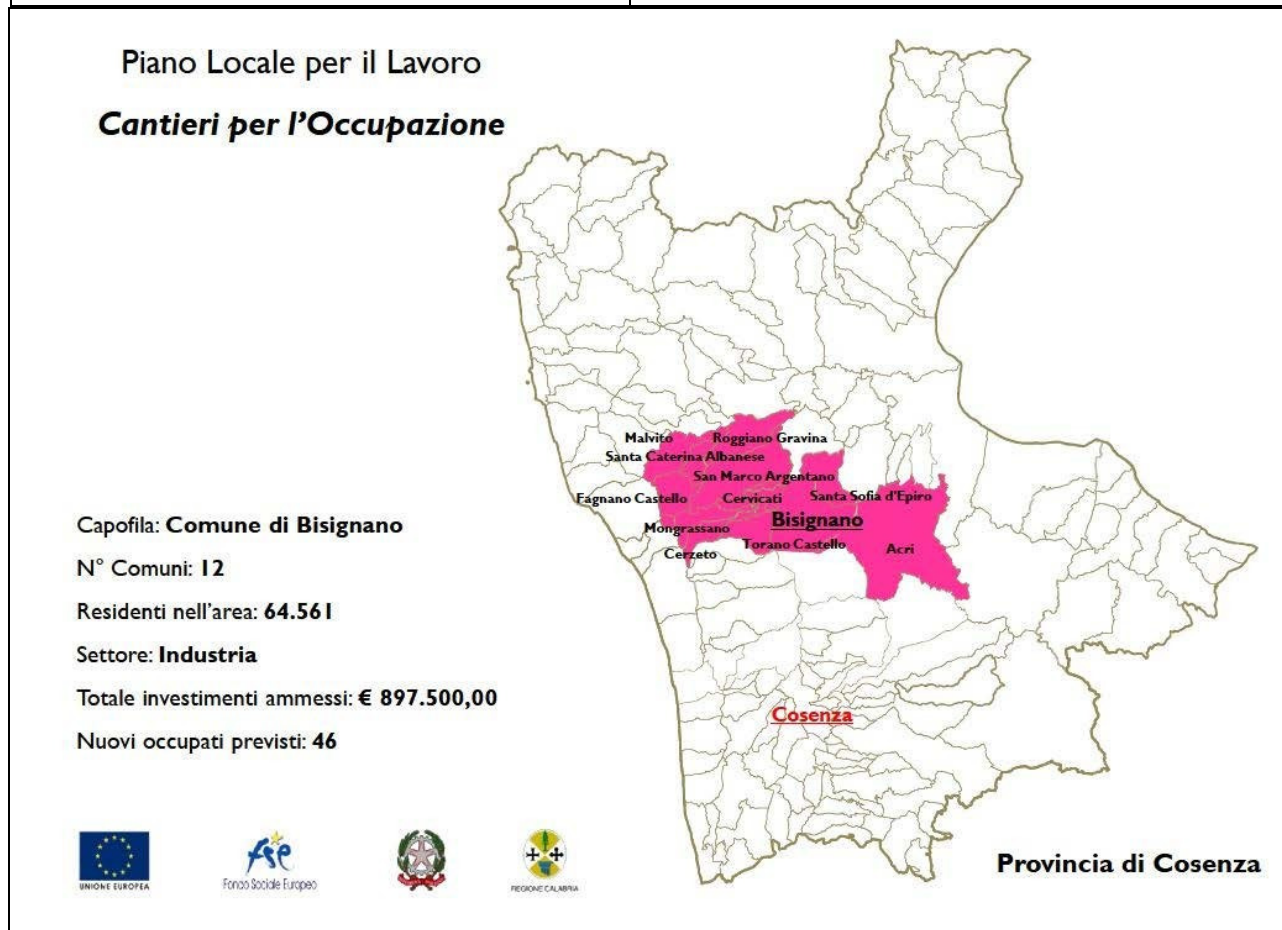 Piano Locale per il Lavoro
Cantieri per l'Occupazione
Malvito
Roggiano Gravina
Santa Caterina Albanese
San Marco Argentano
Fagnano Castello
Cervicati
Santa Sofia d'Epiro
Bisignano
Mongrassano
Torano Castello
Cerzeto
Acri
Capofila: Comune di Bisignano
N° Comuni: 12
Residenti nell'area: 64.561
Settore: Industria
Totale investimenti ammessi: € 897.500,00
Nuovi occupati previsti: 46
Cosenza
UNIONE EUROPEA
fse
Fondo Sociale Europeo
REGIONE CALABRIA
Provincia di Cosenza